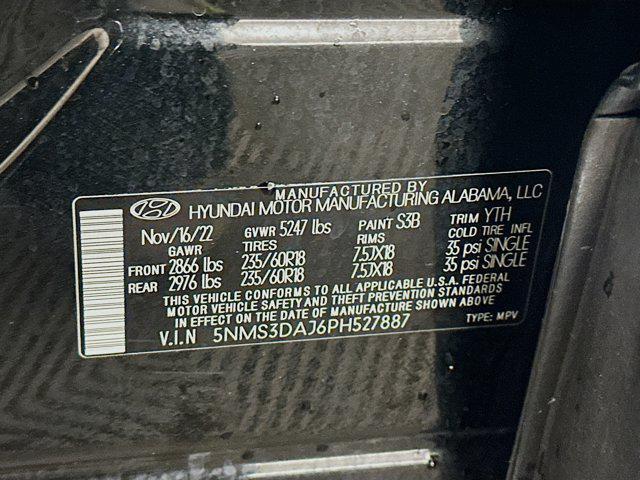 MANUFACTURED BY
HYUNDAI MOTOR MANUFACTURING ALABAMA, LLC
Nov/16/22 GVWR 5247 lbs PAINT S3B TRIM YTH
GAWR TIRES RIMS COLD TIRE INFL
FRONT 2866 lbs 235/60R18 7.5JX18 35 psi SINGLE
REAR 2976 lbs 235/60R18 7.5JX18 35 psi SINGLE
THIS VEHICLE CONFORMS TO ALL APPLICABLE U.S.A. FEDERAL
MOTOR VEHICLE SAFETY AND THEFT PREVENTION STANDARDS
IN EFFECT ON THE DATE OF MANUFACTURE SHOWN ABOVE
V.I.N 5NMS3DAJ6PH527887 TYPE: MPV